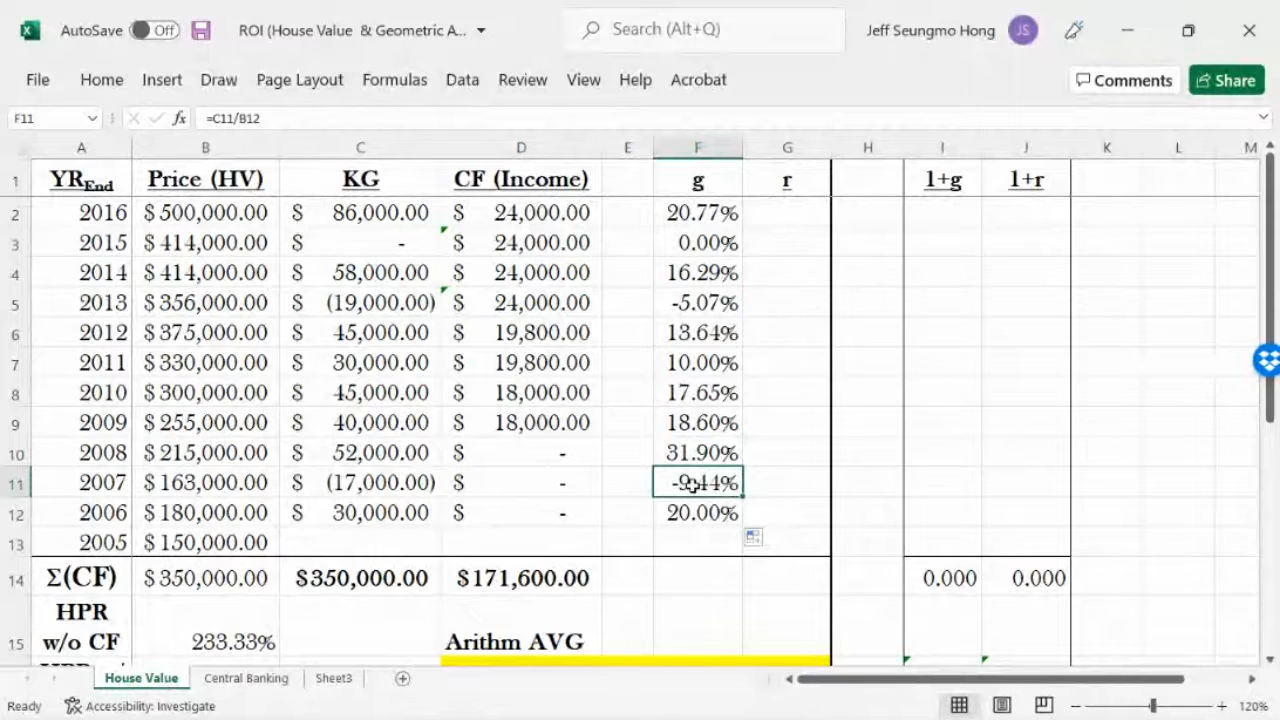 AutoSave Off ROI (House Value & Geometric A... Search (Alt+Q) Jeff Seungmo Hong JS
File Home Insert Draw Page Layout Formulas Data Review View Help Acrobat Comments Share
F11 fx =C11/B12
A B C D E F G H I J K L M
1 YREnd Price (HV) KG CF (Income) g r 1+g 1+r
2 2016 $ 500,000.00 $ 86,000.00 $ 24,000.00 20.77%
3 2015 $ 414,000.00 $ - $ 24,000.00 0.00%
4 2014 $ 414,000.00 $ 58,000.00 $ 24,000.00 16.29%
5 2013 $ 356,000.00 $ (19,000.00) $ 24,000.00 -5.07%
6 2012 $ 375,000.00 $ 45,000.00 $ 19,800.00 13.64%
7 2011 $ 330,000.00 $ 30,000.00 $ 19,800.00 10.00%
8 2010 $ 300,000.00 $ 45,000.00 $ 18,000.00 17.65%
9 2009 $ 255,000.00 $ 40,000.00 $ 18,000.00 18.60%
10 2008 $ 215,000.00 $ 52,000.00 $ - 31.90%
11 2007 $ 163,000.00 $ (17,000.00) $ - -9.44%
12 2006 $ 180,000.00 $ 30,000.00 $ - 20.00%
13 2005 $ 150,000.00
14 Σ(CF) $ 350,000.00 $350,000.00 $171,600.00 0.000 0.000
HPR
15 w/o CF 233.33% Arithm AVG
House Value Central Banking Sheet3
Ready Accessibility: Investigate 120%